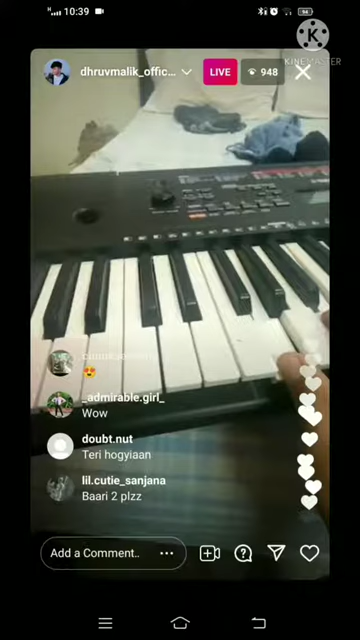 10:39
94
K
KINEMASTER
dhruvmalik_offic...
LIVE
948
_admirable.girl_
Wow
doubt.nut
Teri hogyiaan
lil.cutie_sanjana
Baari 2 plzz
Add a Comment..